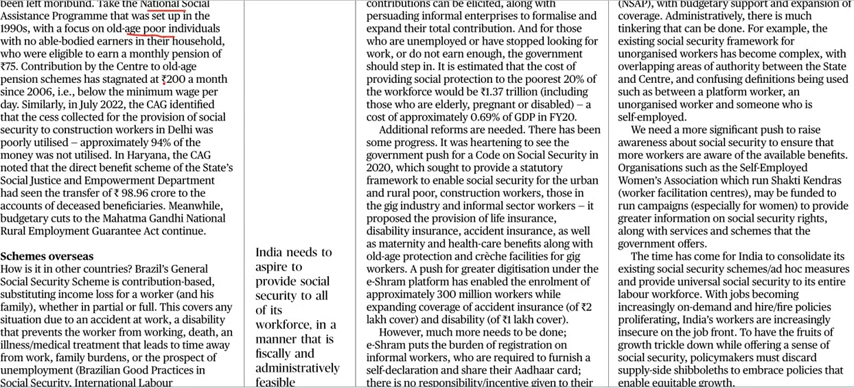 been left moribund. Take the National Social
Assistance Programme that was set up in the
1990s, with a focus on old-age poor individuals
with no able-bodied earners in their household,
who were eligible to earn a monthly pension of
₹75. Contribution by the Centre to old-age
pension schemes has stagnated at ₹200 a month
since 2006, i.e., below the minimum wage per
day. Similarly, in July 2022, the CAG identified
that the cess collected for the provision of social
security to construction workers in Delhi was
poorly utilised — approximately 94% of the
money was not utilised. In Haryana, the CAG
noted that the direct benefit scheme of the State's
Social Justice and Empowerment Department
had seen the transfer of ₹ 98.96 crore to the
accounts of deceased beneficiaries. Meanwhile,
budgetary cuts to the Mahatma Gandhi National
Rural Employment Guarantee Act continue.
Schemes overseas
How is it in other countries? Brazil's General
Social Security Scheme is contribution-based,
substituting income loss for a worker (and his
family), whether in partial or full. This covers any
situation due to an accident at work, a disability
that prevents the worker from working, death, an
illness/medical treatment that leads to time away
from work, family burdens, or the prospect of
unemployment (Brazilian Good Practices in
Social Security, International Labour
India needs to
aspire to
provide social
security to all
of its
workforce, in a
manner that is
fiscally and
administratively
feasible
contributions can be elicited, along with
persuading informal enterprises to formalise and
expand their total contribution. And for those
who are unemployed or have stopped looking for
work, or do not earn enough, the government
should step in. It is estimated that the cost of
providing social protection to the poorest 20% of
the workforce would be ₹1.37 trillion (including
those who are elderly, pregnant or disabled) — a
cost of approximately 0.69% of GDP in FY20.
Additional reforms are needed. There has been
some progress. It was heartening to see the
government push for a Code on Social Security in
2020, which sought to provide a statutory
framework to enable social security for the urban
and rural poor, construction workers, those in
the gig industry and informal sector workers — it
proposed the provision of life insurance,
disability insurance, accident insurance, as well
as maternity and health-care benefits along with
old-age protection and crèche facilities for gig
workers. A push for greater digitisation under the
e-Shram platform has enabled the enrolment of
approximately 300 million workers while
expanding coverage of accident insurance (of ₹2
lakh cover) and disability (of ₹1 lakh cover).
However, much more needs to be done;
e-Shram puts the burden of registration on
informal workers, who are required to furnish a
self-declaration and share their Aadhaar card;
there is no responsibility/incentive given to their
(NSAP), with budgetary support and expansion of
coverage. Administratively, there is much
tinkering that can be done. For example, the
existing social security framework for
unorganised workers has become complex, with
overlapping areas of authority between the State
and Centre, and confusing definitions being used
such as between a platform worker, an
unorganised worker and someone who is
self-employed.
We need a more significant push to raise
awareness about social security to ensure that
more workers are aware of the available benefits.
Organisations such as the Self-Employed
Women's Association which run Shakti Kendras
(worker facilitation centres), may be funded to
run campaigns (especially for women) to provide
greater information on social security rights,
along with services and schemes that the
government offers.
The time has come for India to consolidate its
existing social security schemes/ad hoc measures
and provide universal social security to its entire
labour workforce. With jobs becoming
increasingly on-demand and hire/fire policies
proliferating, India's workers are increasingly
insecure on the job front. To have the fruits of
growth trickle down while offering a sense of
social security, policymakers must discard
supply-side shibboleths to embrace policies that
enable equitable growth.